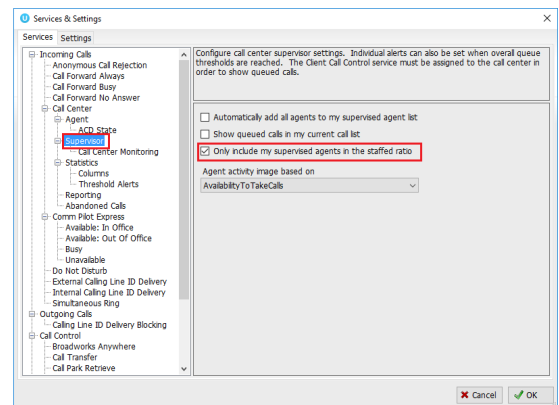 Services & Settings
Services Settings
Incoming Calls
Anonymous Call Rejection
Call Forward Always
Call Forward Busy
Call Forward No Answer
Call Center
Agent
ACD State
Supervisor
Call Center Monitoring
Statistics
Columns
Threshold Alerts
Reporting
Abandoned Calls
Comm Pilot Express
Available: In Office
Available: Out Of Office
Busy
Unavailable
Do Not Disturb
External Calling Line ID Delivery
Internal Calling Line ID Delivery
Simultaneous Ring
Outgoing Calls
Calling Line ID Delivery Blocking
Call Control
Broadworks Anywhere
Call Transfer
Call Park Retrieve
Configure call center supervisor settings. Individual alerts can also be set when overall queue
thresholds are reached. The Client Call Control service must be assigned to the call center in
order to show queued calls.
Automatically add all agents to my supervised agent list
Show queued calls in my current call list
Only include my supervised agents in the staffed ratio
Agent activity image based on
AvailabilityToTakeCalls
Cancel OK